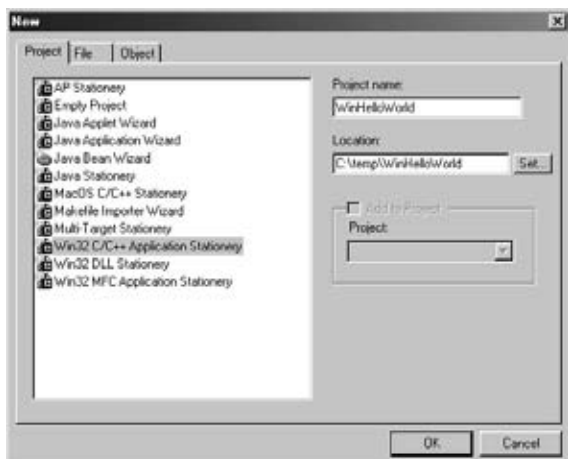 New
Project File Object
AP Stationery
Empty Project
Java Applet Wizard
Java Application Wizard
Java Bean Wizard
Java Stationery
MacOS C/C++ Stationery
Makefile Importer Wizard
Multi-Target Stationery
Win32 C/C++ Application Stationery
Win32 DLL Stationery
Win32 MFC Application Stationery
Project name:
WinHelloWorld
Location:
C:\temp\WinHelloWorld Set...
Add to Project
Project:
OK Cancel